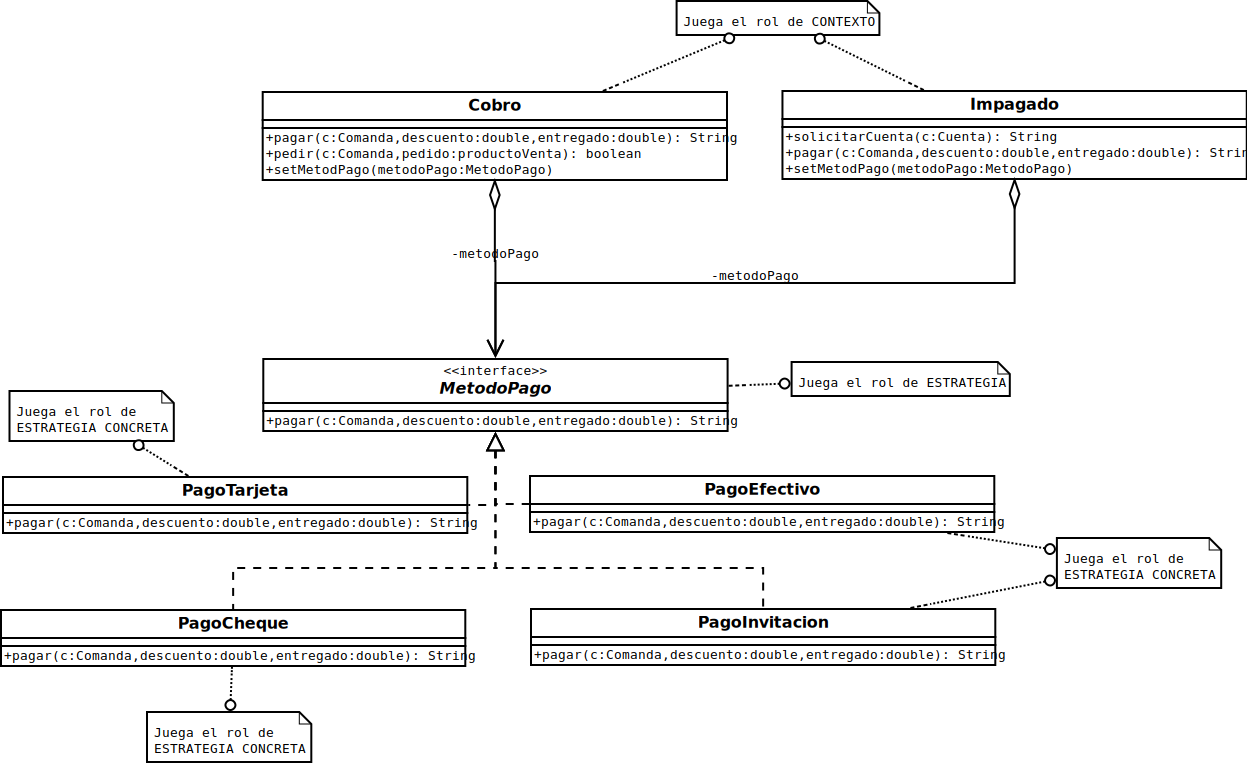 Juega el rol de CONTEXTO
Cobro
+pagar(c:Comanda,descuento:double,entregado:double): String
+pedir(c:Comanda,pedido:productoVenta): boolean
+setMetodPago(metodoPago:MetodoPago)
Impagado
+solicitarCuenta(c:Cuenta): String
+pagar(c:Comanda,descuento:double,entregado:double): Strin
+setMetodPago(metodoPago:MetodoPago)
-metodoPago
-metodoPago
<<interface>>
MetodoPago
+pagar(c:Comanda,descuento:double,entregado:double): String
Juega el rol de ESTRATEGIA
Juega el rol de
ESTRATEGIA CONCRETA
PagoTarjeta
+pagar(c:Comanda,descuento:double,entregado:double): String
PagoEfectivo
+pagar(c:Comanda,descuento:double,entregado:double): String
Juega el rol de
ESTRATEGIA CONCRETA
PagoCheque
+pagar(c:Comanda,descuento:double,entregado:double): String
PagoInvitacion
+pagar(c:Comanda,descuento:double,entregado:double): String
Juega el rol de
ESTRATEGIA CONCRETA